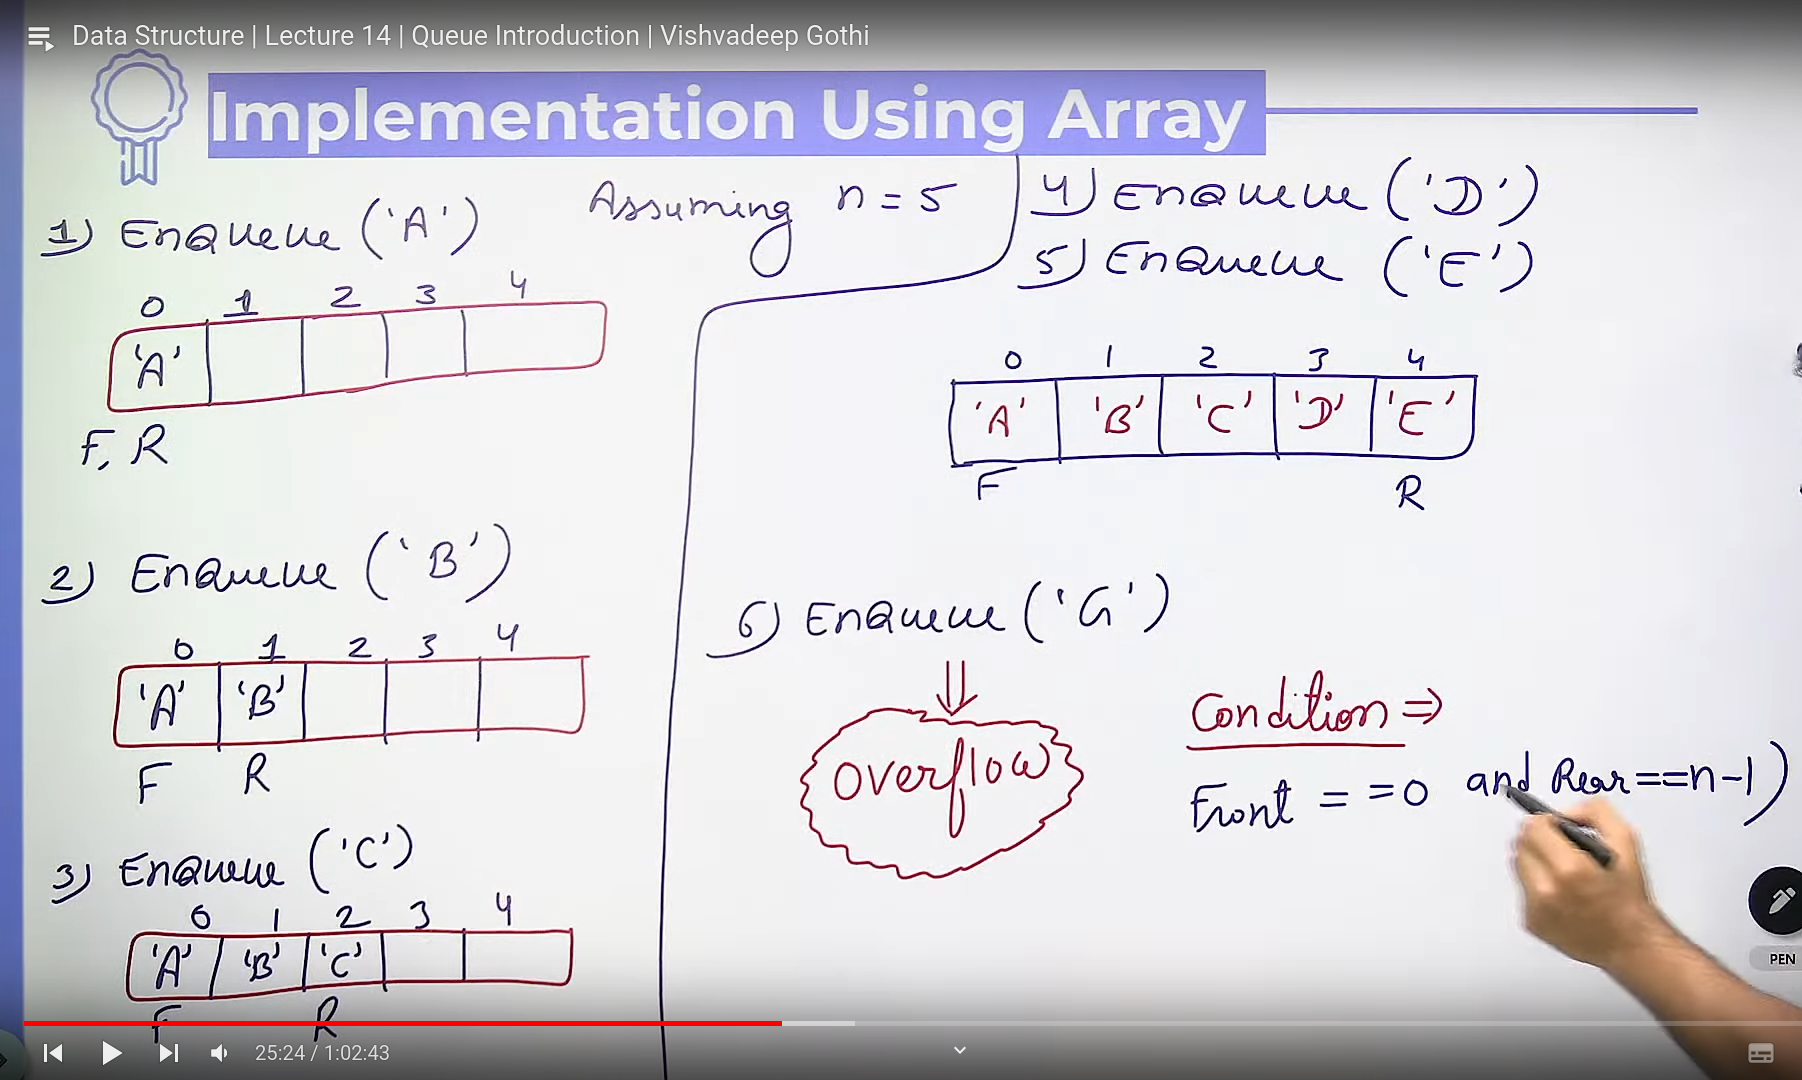 Data Structure | Lecture 14 | Queue Introduction | Vishvadeep Gothi
Implementation Using Array
Assuming n = 5
1) EnQueue ('A')
0 1 2 3 4
'A'
F, R
2) EnQueue ('B')
0 1 2 3 4
'A' 'B'
F R
3) EnQueue ('C')
0 1 2 3 4
'A' 'B' 'C'
F R
4) EnQueue ('D')
5) EnQueue ('E')
0 1 2 3 4
'A' 'B' 'C' 'D' 'E'
F R
6) EnQueue ('G')
Overflow
Condition ⇒
Front == 0 and Rear == n-1)
PEN
25:24 / 1:02:43